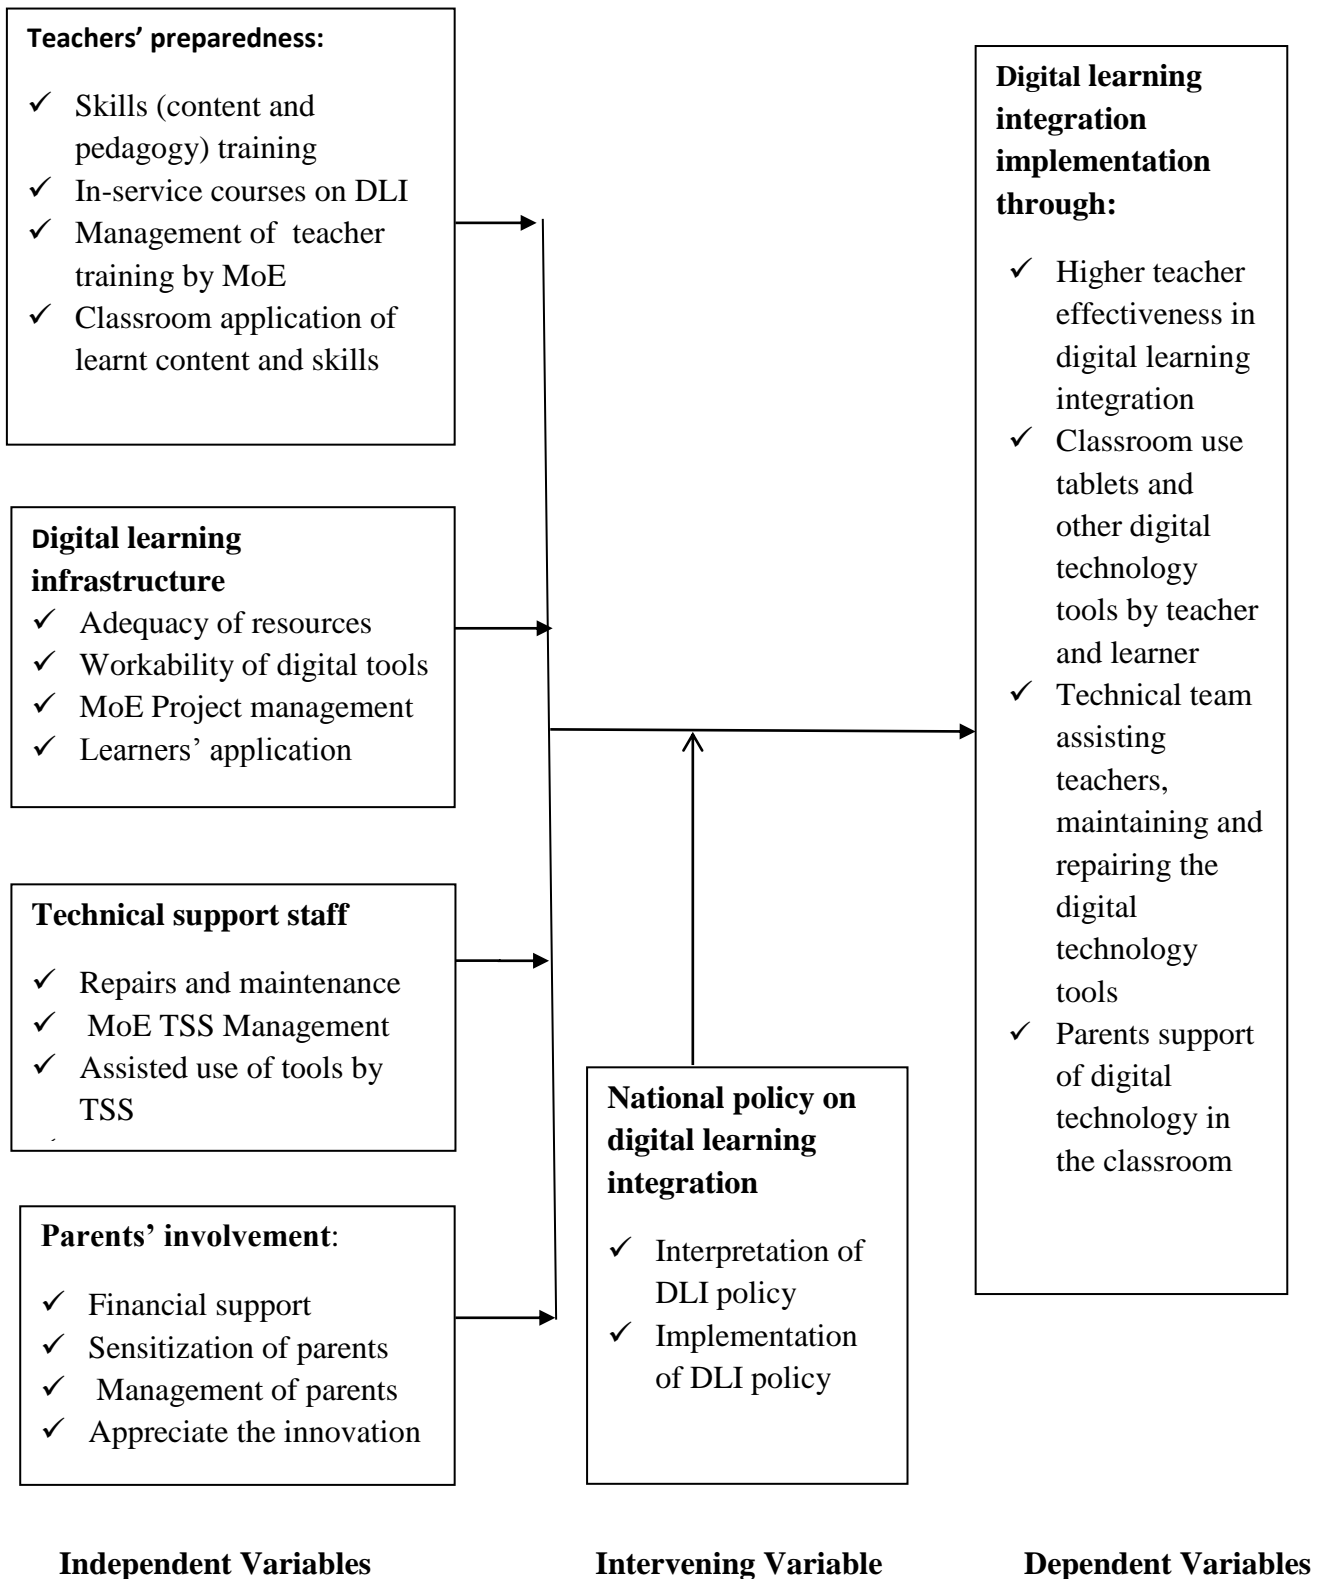 Teachers’ preparedness:
✓ Skills (content and
pedagogy) training
✓ In-service courses on DLI
✓ Management of  teacher
training by MoE
✓ Classroom application of
learnt content and skills
Digital learning
infrastructure
✓ Adequacy of resources
✓ Workability of digital tools
✓ MoE Project management
✓ Learners’ application
Technical support staff
✓ Repairs and maintenance
✓ MoE TSS Management
✓ Assisted use of tools by
TSS
Parents’ involvement:
✓ Financial support
✓ Sensitization of parents
✓ Management of parents
✓ Appreciate the innovation
Independent Variables
National policy on
digital learning
integration
✓ Interpretation of
DLI policy
✓ Implementation
of DLI policy
Intervening Variable
Digital learning
integration
implementation
through:
✓ Higher teacher
effectiveness in
digital learning
integration
✓ Classroom use
tablets and
other digital
technology
tools by teacher
and learner
✓ Technical team
assisting
teachers,
maintaining and
repairing the
digital
technology
tools
✓ Parents support
of digital
technology in
the classroom
Dependent Variables